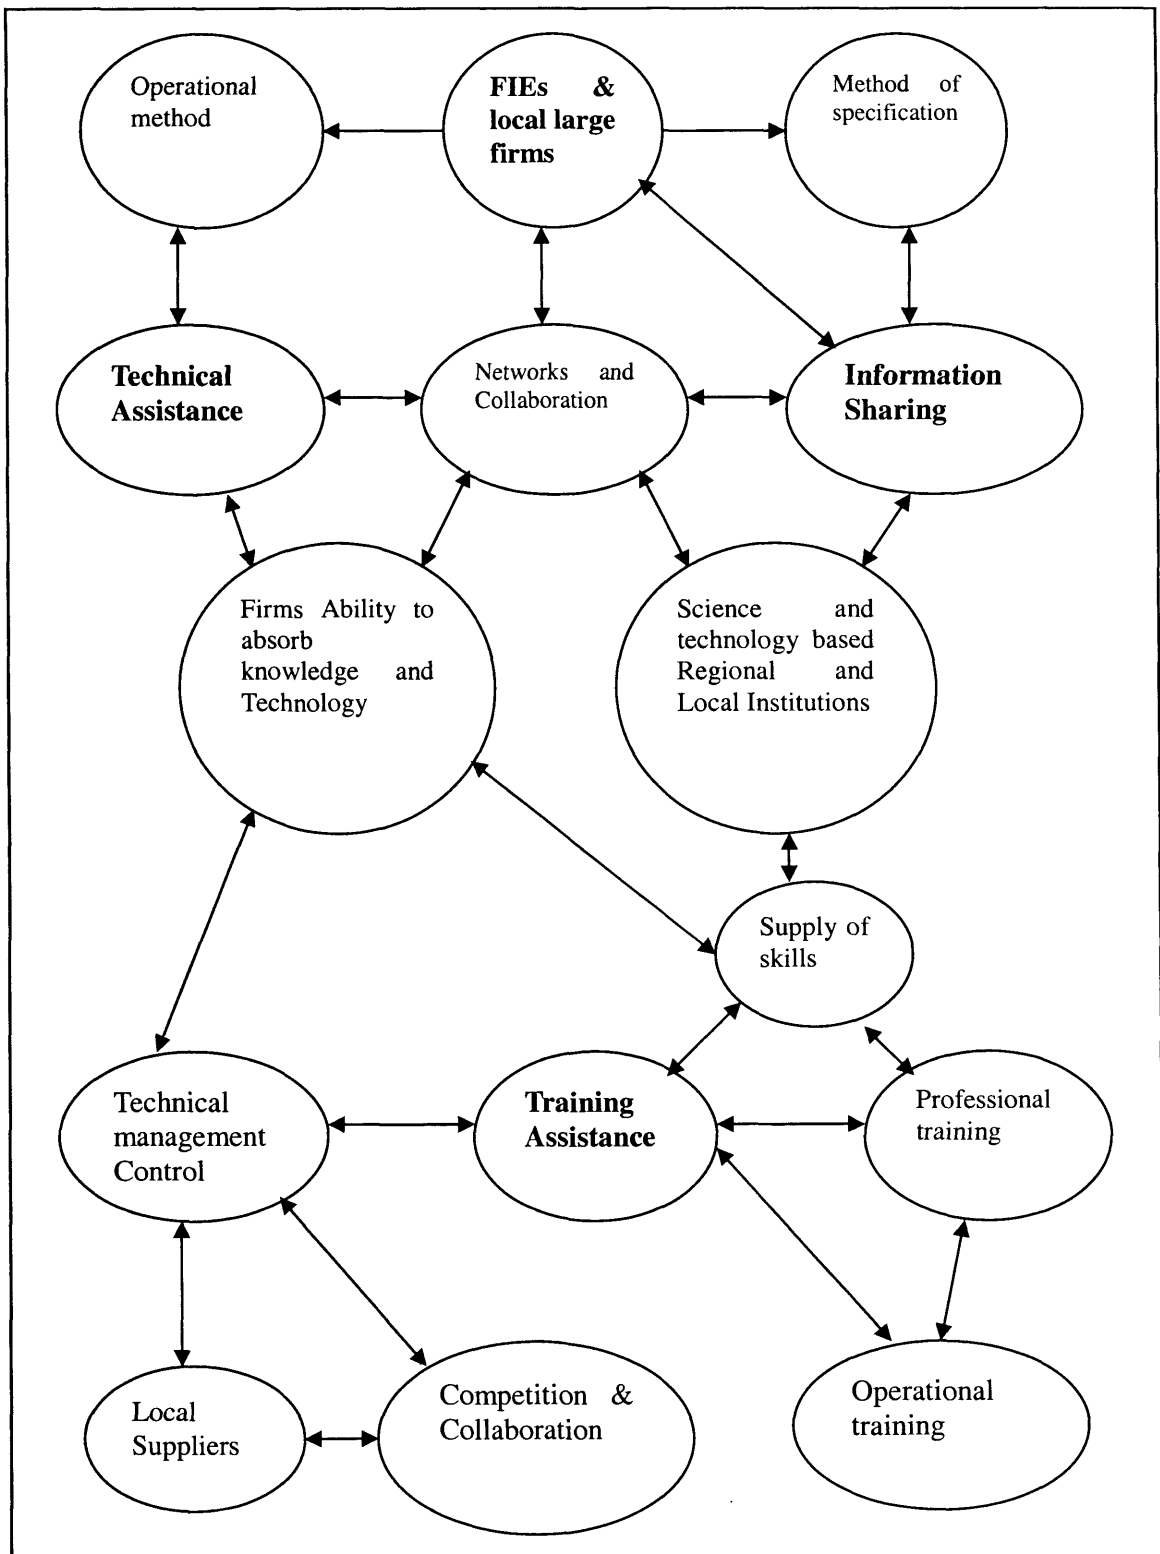 Operational
method
FIEs &
local large
firms
Method of
specification
Technical
Assistance
Networks and
Collaboration
Information
Sharing
Firms Ability to
absorb
knowledge and
Technology
Science and
technology based
Regional and
Local Institutions
Supply of
skills
Technical
management
Control
Training
Assistance
Professional
training
Local
Suppliers
Competition &
Collaboration
Operational
training